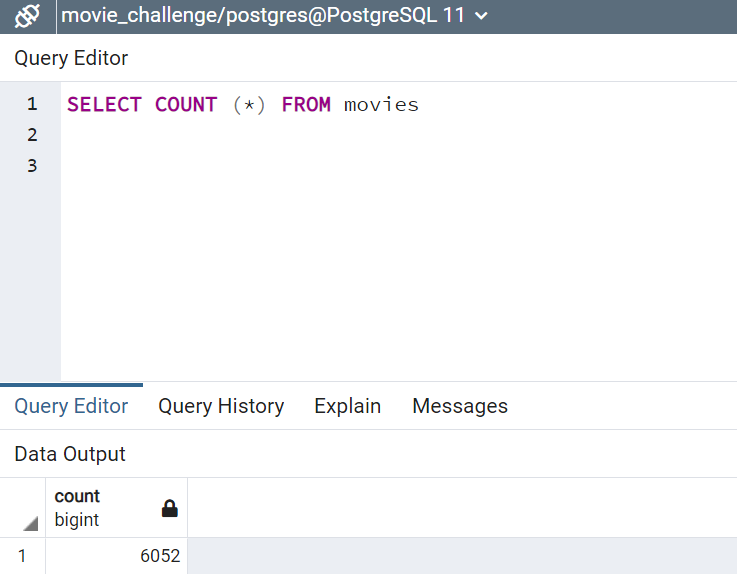 movie_challenge/postgres@PostgreSQL 11
Query Editor
1 SELECT COUNT (*) FROM movies
2
3
Query Editor Query History Explain Messages
Data Output
count
bigint
1 6052